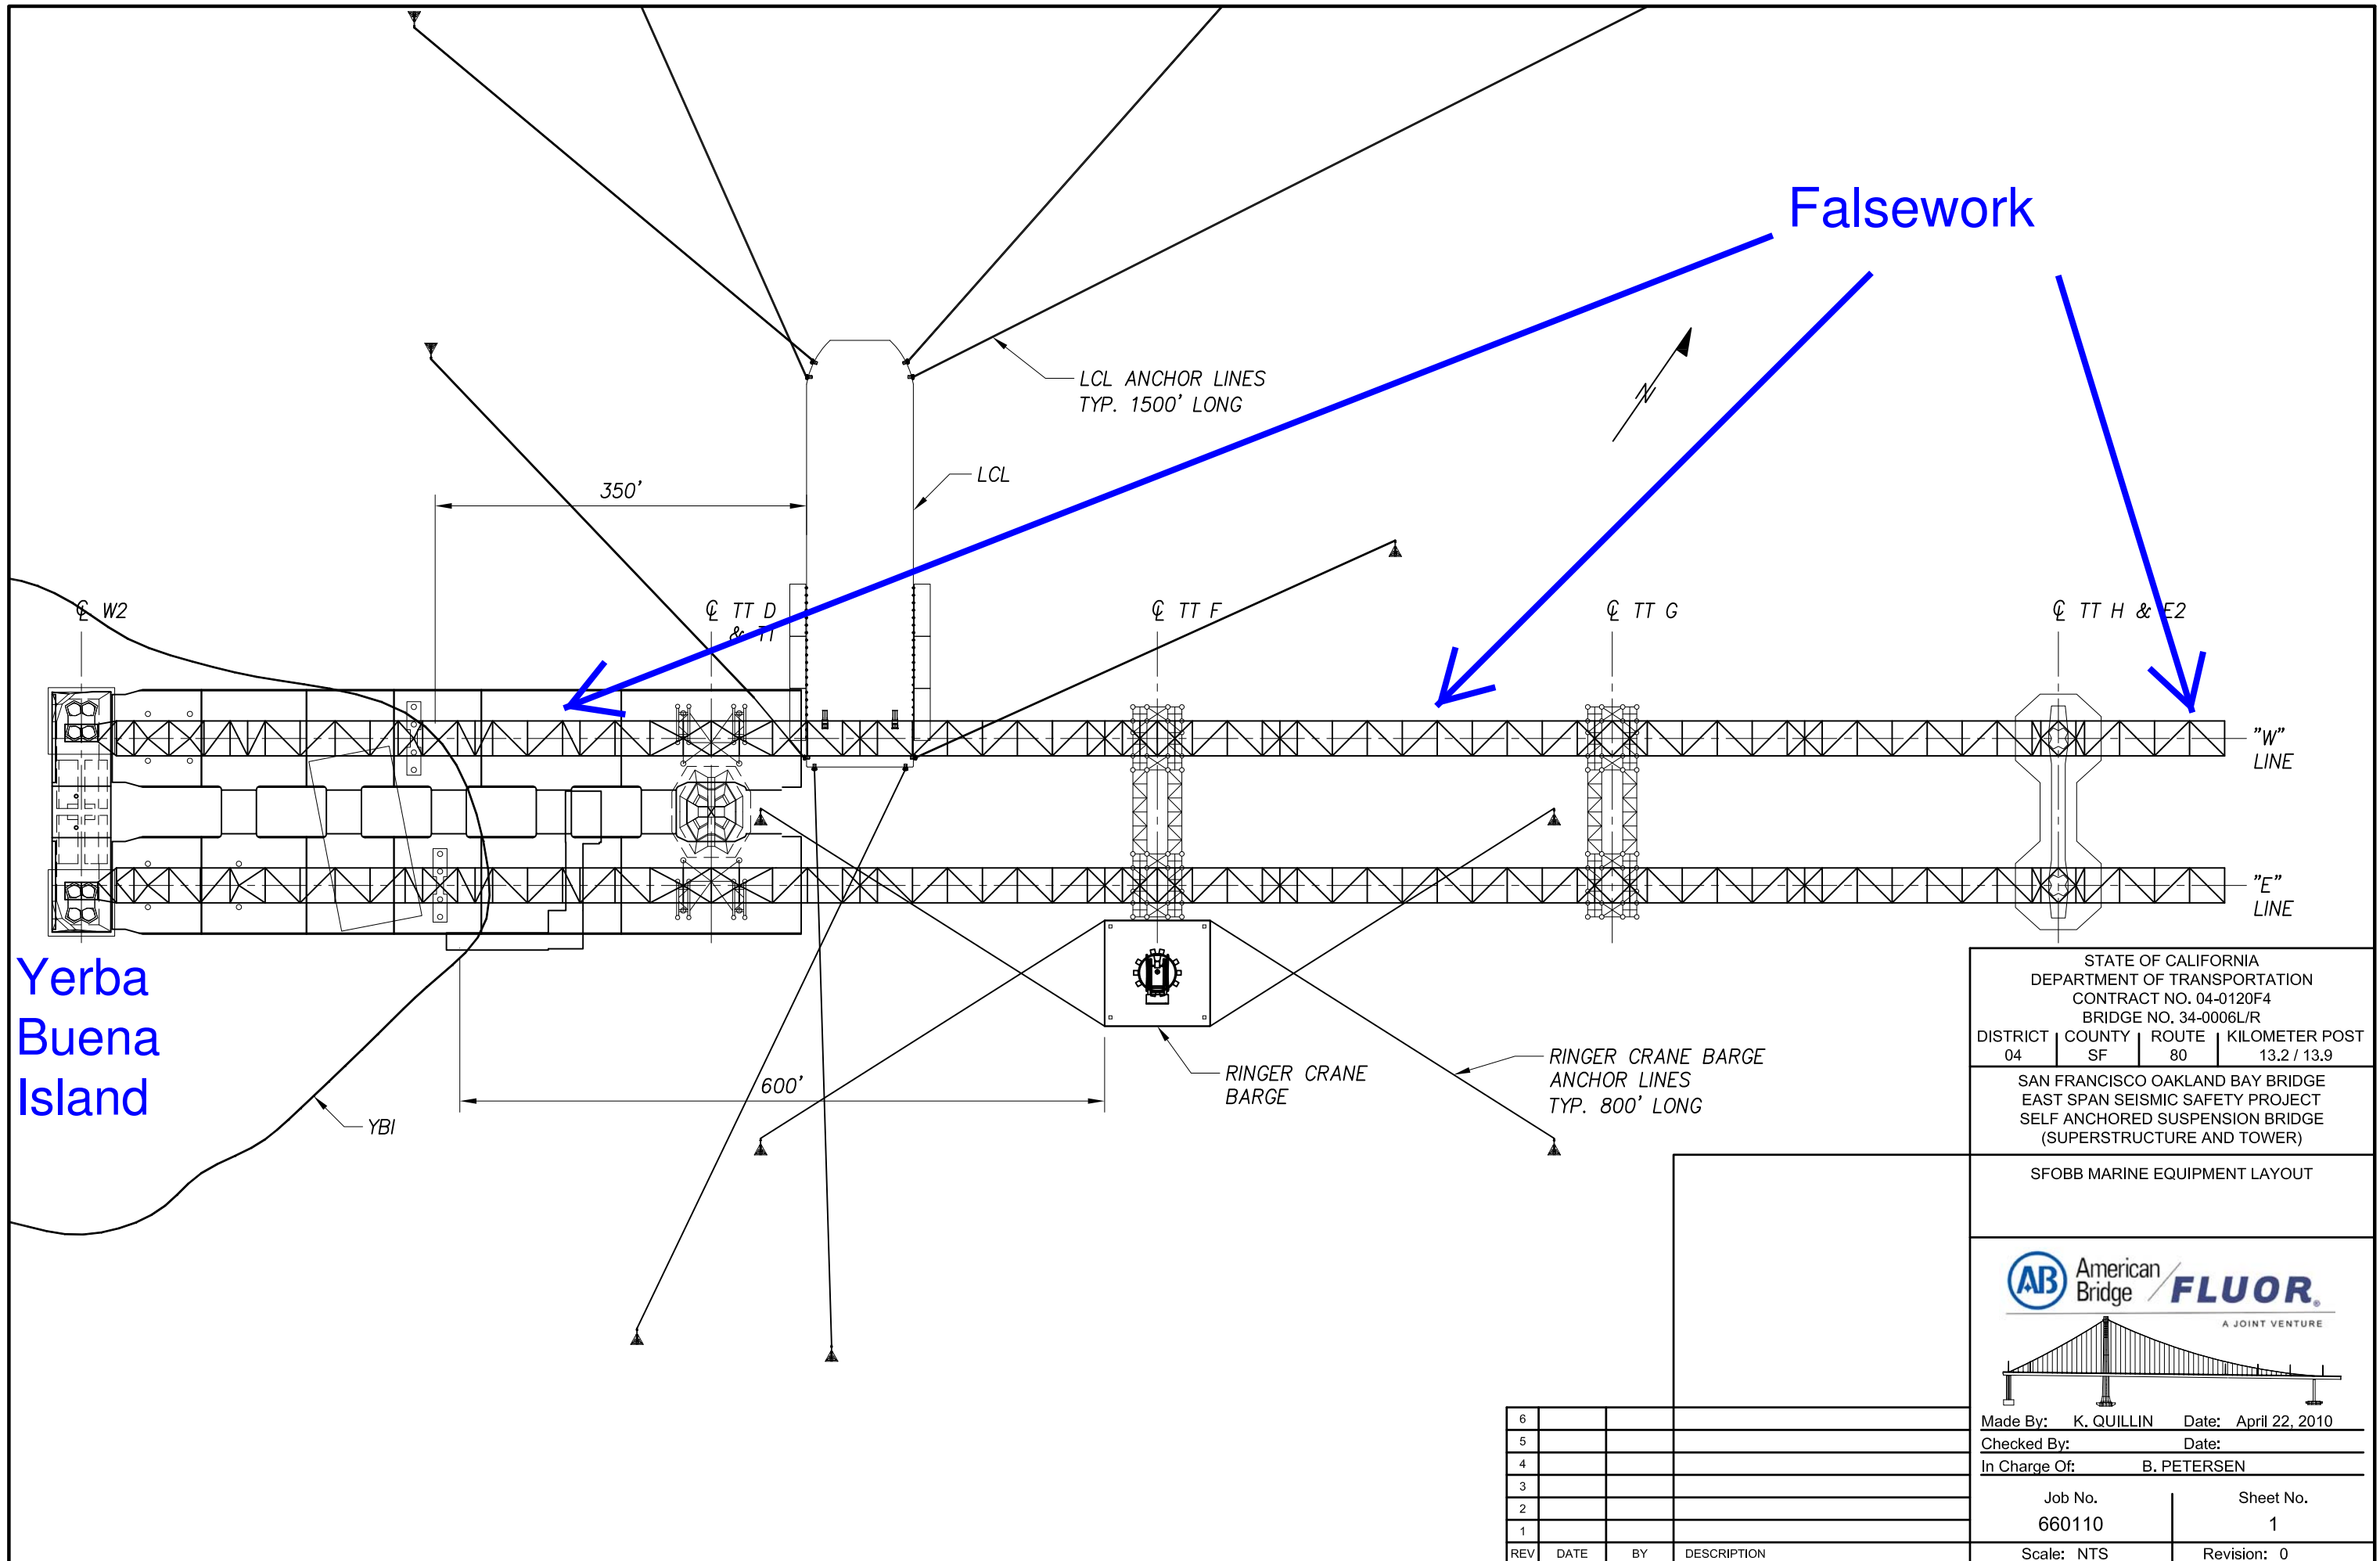 Falsework
LCL ANCHOR LINES
TYP. 1500' LONG
N
LCL
350'
℄ W2
℄ TT D
& T1
℄ TT F
℄ TT G
℄ TT H & E2
"W"
LINE
"E"
LINE
Yerba
Buena
Island
YBI
600'
RINGER CRANE
BARGE
RINGER CRANE BARGE
ANCHOR LINES
TYP. 800' LONG
STATE OF CALIFORNIA
DEPARTMENT OF TRANSPORTATION
CONTRACT NO. 04-0120F4
BRIDGE NO. 34-0006L/R
DISTRICT COUNTY ROUTE KILOMETER POST
04 SF 80 13.2 / 13.9
SAN FRANCISCO OAKLAND BAY BRIDGE
EAST SPAN SEISMIC SAFETY PROJECT
SELF ANCHORED SUSPENSION BRIDGE
(SUPERSTRUCTURE AND TOWER)
SFOBB MARINE EQUIPMENT LAYOUT
AB American
Bridge / FLUOR®
A JOINT VENTURE
Made By: K. QUILLIN Date: April 22, 2010
Checked By: Date:
In Charge Of: B. PETERSEN
Job No. Sheet No.
660110 1
Scale: NTS Revision: 0
6
5
4
3
2
1
REV DATE BY DESCRIPTION